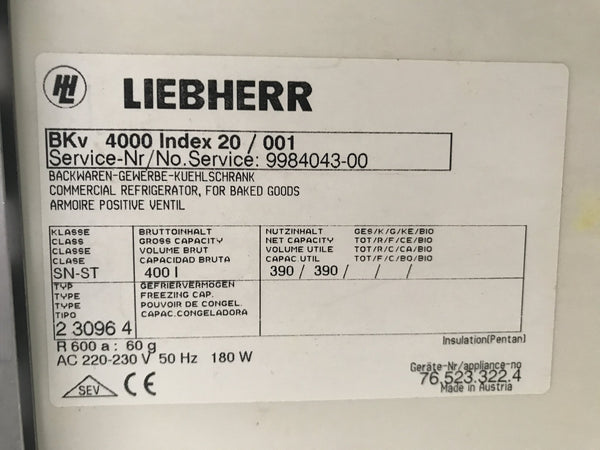 HL LIEBHERR
BKv 4000 Index 20 / 001
Service-Nr/No.Service: 9984043-00
BACKWAREN-GEWERBE-KUEHLSCHRANK
COMMERCIAL REFRIGERATOR, FOR BAKED GOODS
ARMOIRE POSITIVE VENTIL
KLASSE BRUTTOINHALT NUTZINHALT GES/K/G/KE/BIO
CLASS GROSS CAPACITY NET CAPACITY TOT/R/F/CE/BIO
CLASSE VOLUME BRUT VOLUME UTILE TOT/R/C/CA/BIO
CLASE CAPACIDAD BRUTA CAPAC UTIL TOT/F/C/BO/BIO
SN-ST 400 l 390 / 390 / / /
TYP GEFRIERVERMÖGEN
TYPE FREEZING CAP.
TYPE POUVOIR DE CONGEL.
TIPO CAPAC.CONGELADORA
2 3096 4
R 600 a : 60 g
AC 220-230 V 50 Hz 180 W
Insulation(Pentan)
Geräte-Nr/appliance-no
76.523.322.4
Made in Austria
SEV CE